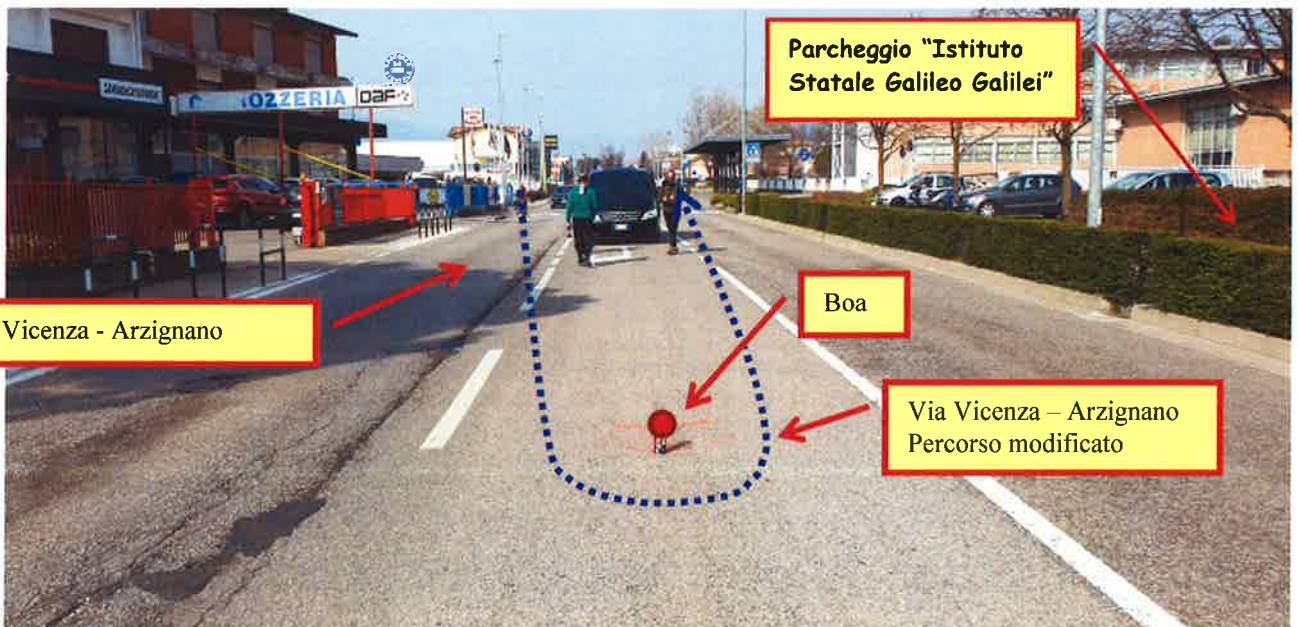 Parcheggio “Istituto
Statale Galileo Galilei”
OZZERIA DAF
Boa
Vicenza - Arzignano
Via Vicenza – Arzignano
Percorso modificato